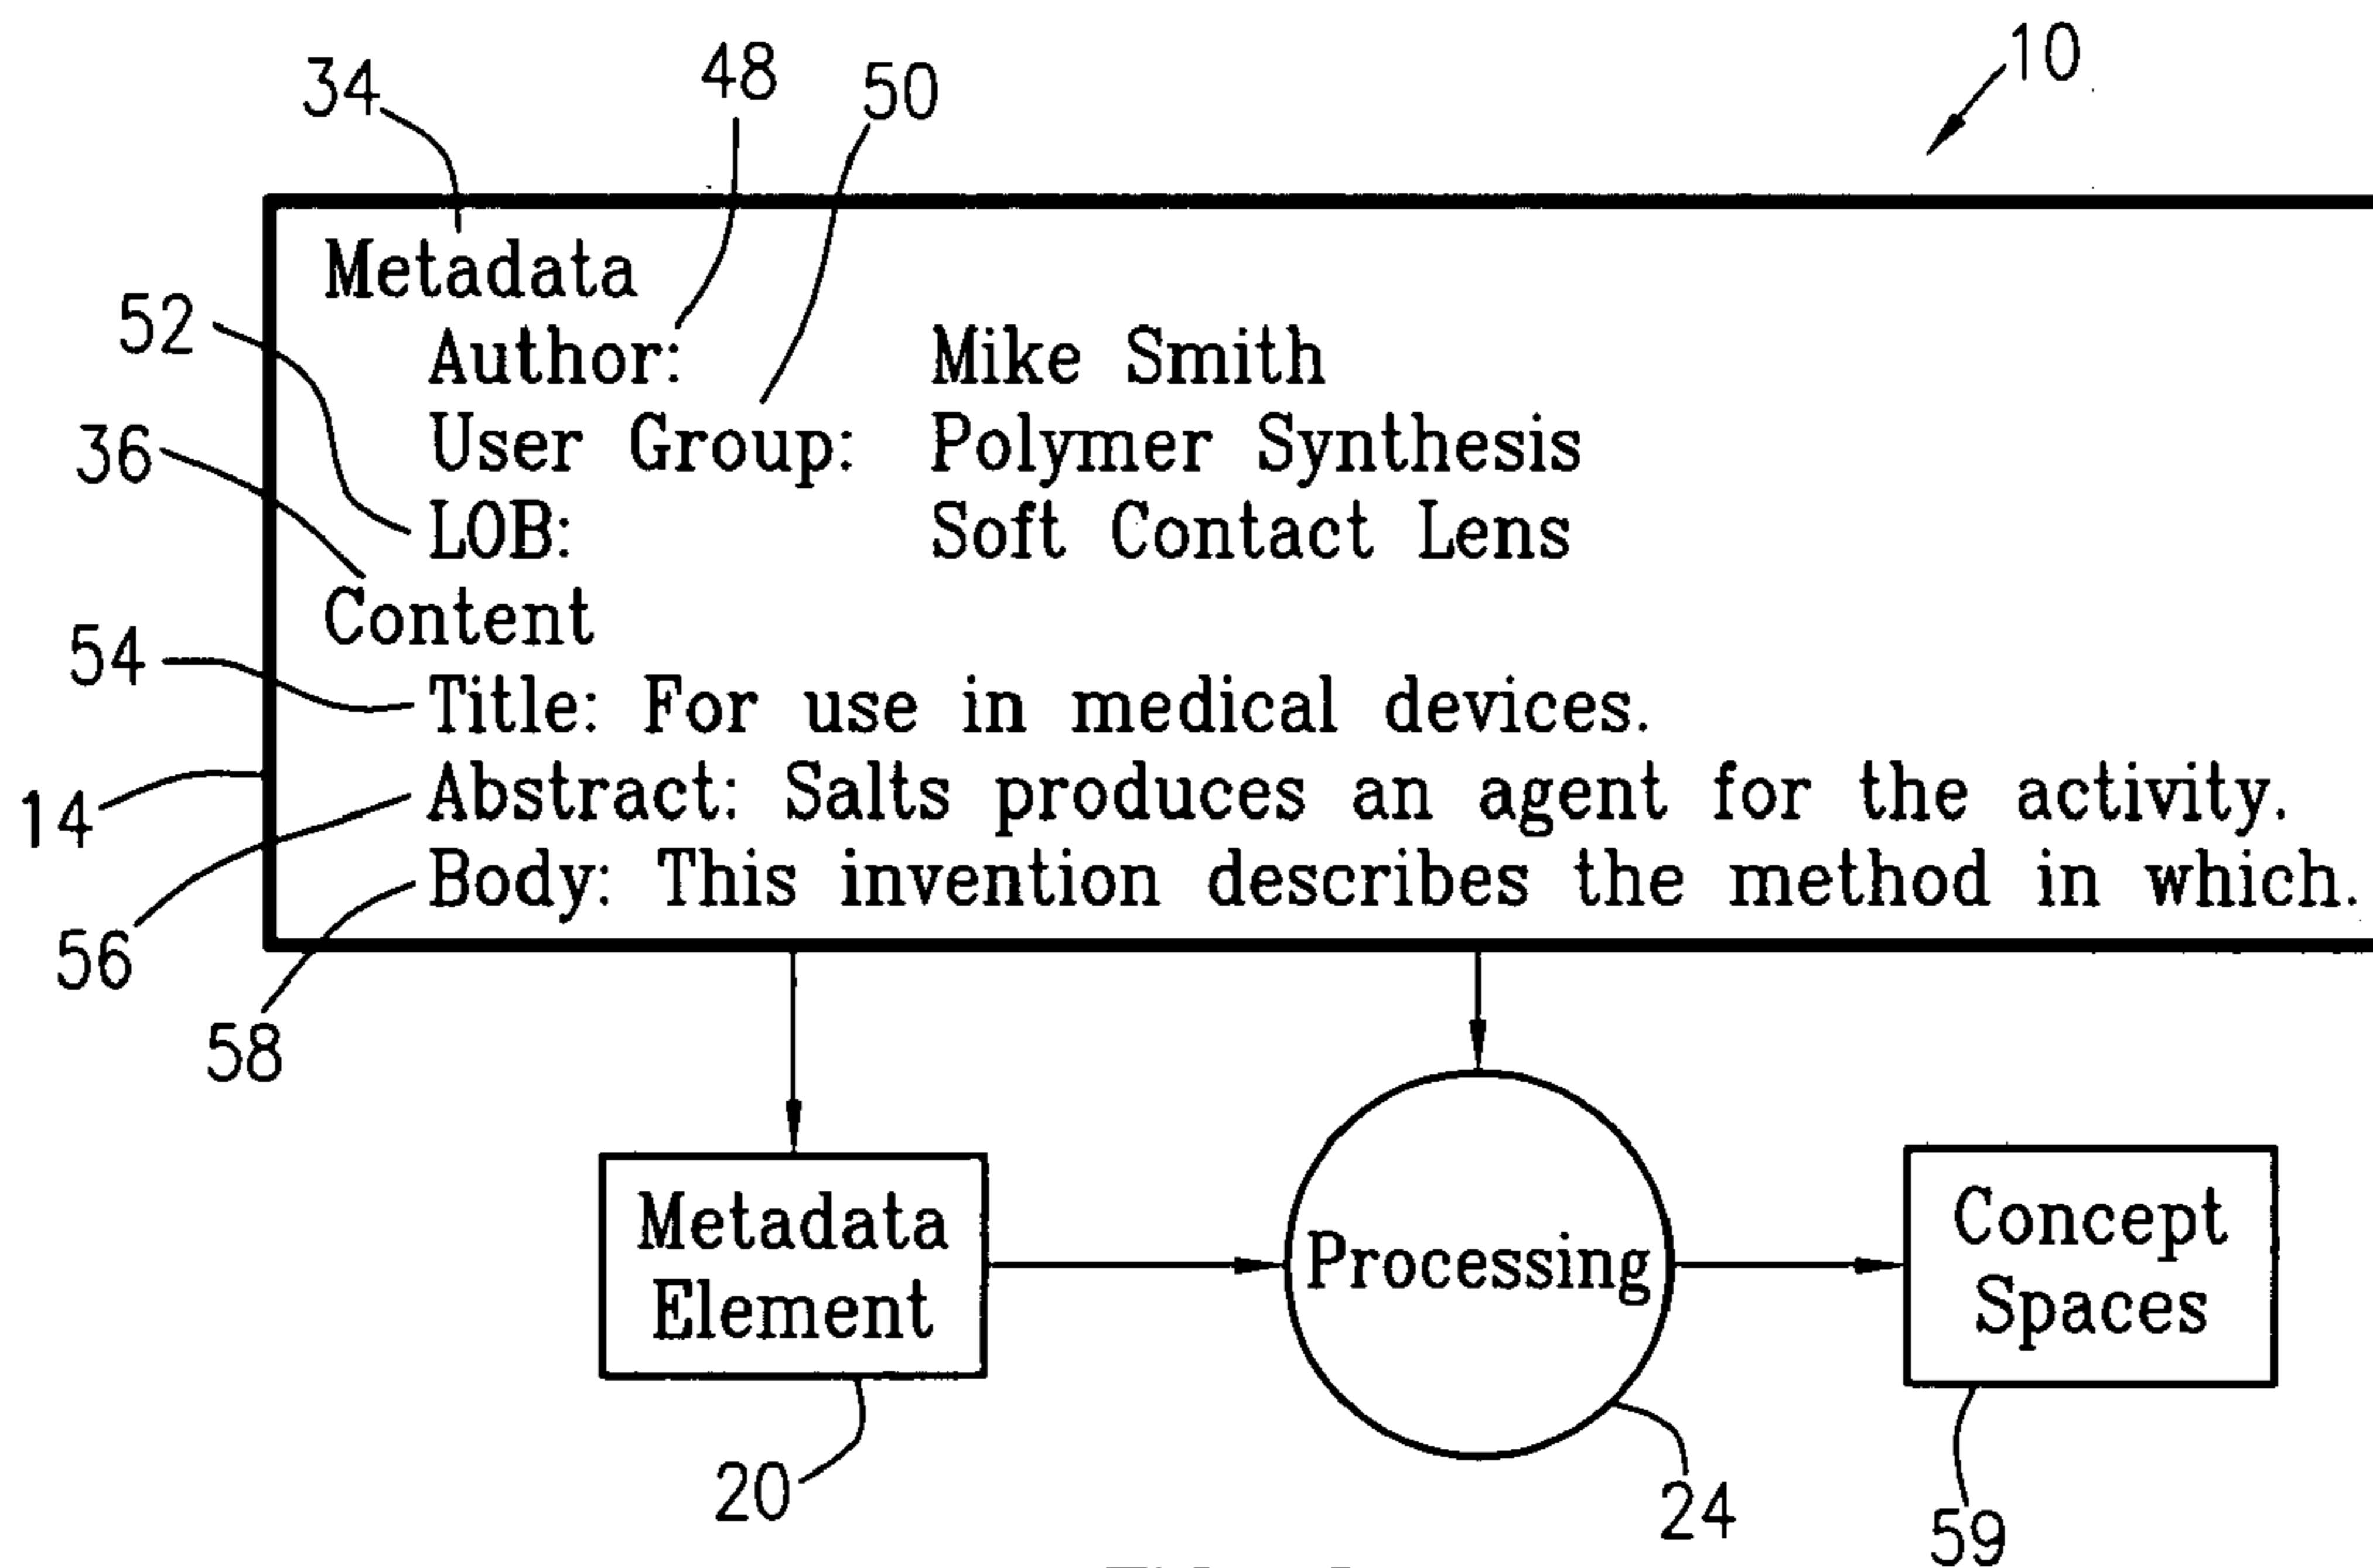 10
34
48
50
Metadata
52
Author: Mike Smith
36
User Group: Polymer Synthesis
LOB: Soft Contact Lens
Content
54
Title: For use in medical devices.
14
Abstract: Salts produces an agent for the activity.
Body: This invention describes the method in which.
56
58
Metadata
Element
Processing
Concept
Spaces
20
24
59